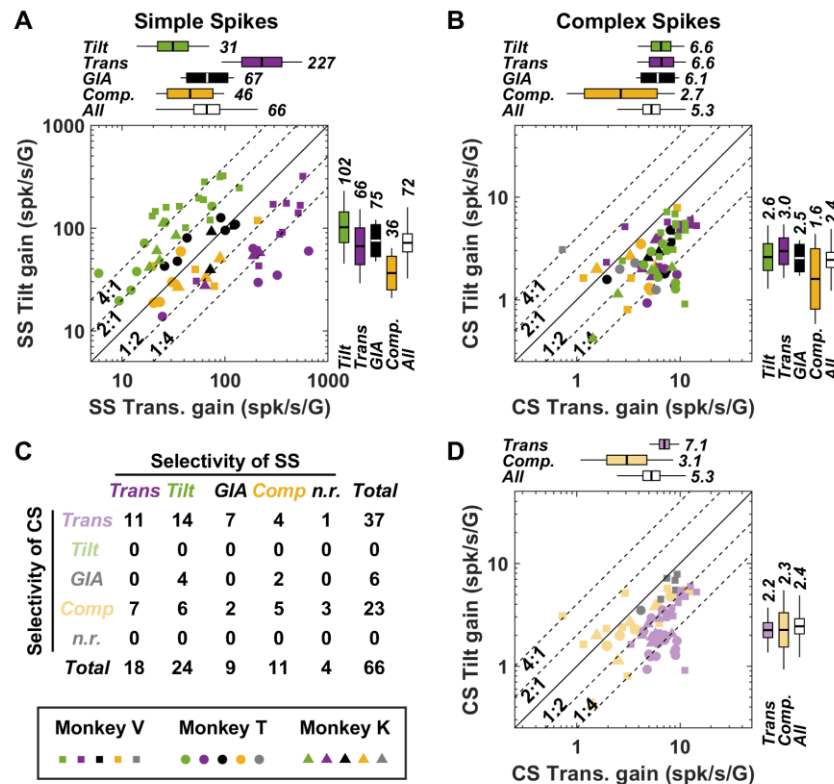 A Simple Spikes
Tilt 31
Trans 227
GIA 67
Comp. 46
All 66
1000
100
10
SS Tilt gain (spk/s/G)
4:1
2:1
1:2
1:4
10 100 1000
SS Trans. gain (spk/s/G)
102 66 75 36 72
Tilt Trans GIA Comp. All
B Complex Spikes
Tilt 6.6
Trans 6.6
GIA 6.1
Comp. 2.7
All 5.3
10
1
CS Tilt gain (spk/s/G)
4:1
2:1
1:2
1:4
1 10
CS Trans. gain (spk/s/G)
2.6 3.0 2.5 1.6 2.4
Tilt Trans GIA Comp. All
C
Selectivity of SS
Trans Tilt GIA Comp n.r. Total
Selectivity of CS
Trans 11 14 7 4 1 37
Tilt 0 0 0 0 0 0
GIA 0 4 0 2 0 6
Comp 7 6 2 5 3 23
n.r. 0 0 0 0 0 0
Total 18 24 9 11 4 66
Monkey V Monkey T Monkey K
D
Trans 7.1
Comp. 3.1
All 5.3
10
1
CS Tilt gain (spk/s/G)
4:1
2:1
1:2
1:4
1 10
CS Trans. gain (spk/s/G)
2.2 2.3 2.4
Trans Comp. All